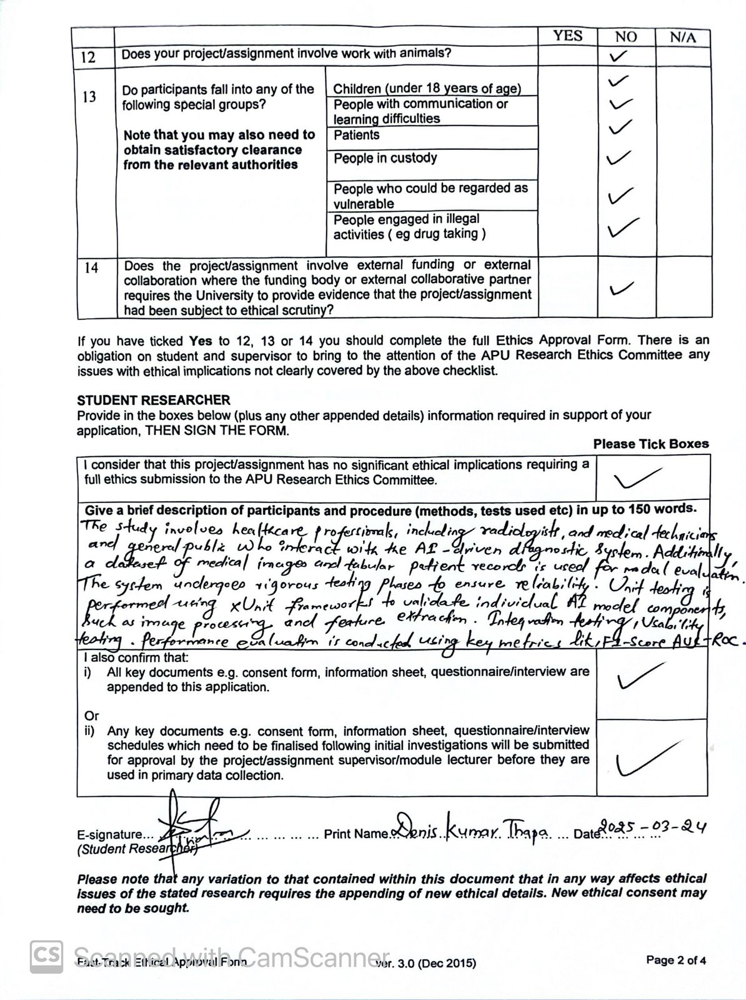 YES NO N/A
12 Does your project/assignment involve work with animals? ✓
13 Do participants fall into any of the following special groups?
Note that you may also need to obtain satisfactory clearance from the relevant authorities
Children (under 18 years of age) ✓
People with communication or learning difficulties ✓
Patients ✓
People in custody ✓
People who could be regarded as vulnerable ✓
People engaged in illegal activities ( eg drug taking ) ✓
14 Does the project/assignment involve external funding or external
collaboration where the funding body or external collaborative partner
requires the University to provide evidence that the project/assignment
had been subject to ethical scrutiny? ✓
If you have ticked Yes to 12, 13 or 14 you should complete the full Ethics Approval Form. There is an
obligation on student and supervisor to bring to the attention of the APU Research Ethics Committee any
issues with ethical implications not clearly covered by the above checklist.
STUDENT RESEARCHER
Provide in the boxes below (plus any other appended details) information required in support of your
application, THEN SIGN THE FORM.
Please Tick Boxes
I consider that this project/assignment has no significant ethical implications requiring a
full ethics submission to the APU Research Ethics Committee. ✓
Give a brief description of participants and procedure (methods, tests used etc) in up to 150 words.
The study involves healthcare professionals, including radiologists, and medical technicians
and general public who interact with the AI-driven diagnostic system. Additionally,
a dataset of medical images and tabular patient records is used for modal evaluation.
The system undergoes rigorous testing phases to ensure reliability. Unit testing is
performed using xUnit frameworks to validate individual AI model components,
such as image processing and feature extraction. Integration testing, Usability
testing. Performance evaluation is conducted using key metrics lik, F1-Score AUC-ROC.
I also confirm that:
i) All key documents e.g. consent form, information sheet, questionnaire/interview are
appended to this application. ✓
Or
ii) Any key documents e.g. consent form, information sheet, questionnaire/interview
schedules which need to be finalised following initial investigations will be submitted
for approval by the project/assignment supervisor/module lecturer before they are
used in primary data collection. ✓
E-signature... ... ... ... ... Print Name. Denis Kumar Thapa ... Date 2025-03-24
(Student Researcher)
Please note that any variation to that contained within this document that in any way affects ethical
issues of the stated research requires the appending of new ethical details. New ethical consent may
need to be sought.
CS Scanned with CamScanner
Fast-Track Ethical Approval Form ver. 3.0 (Dec 2015) Page 2 of 4